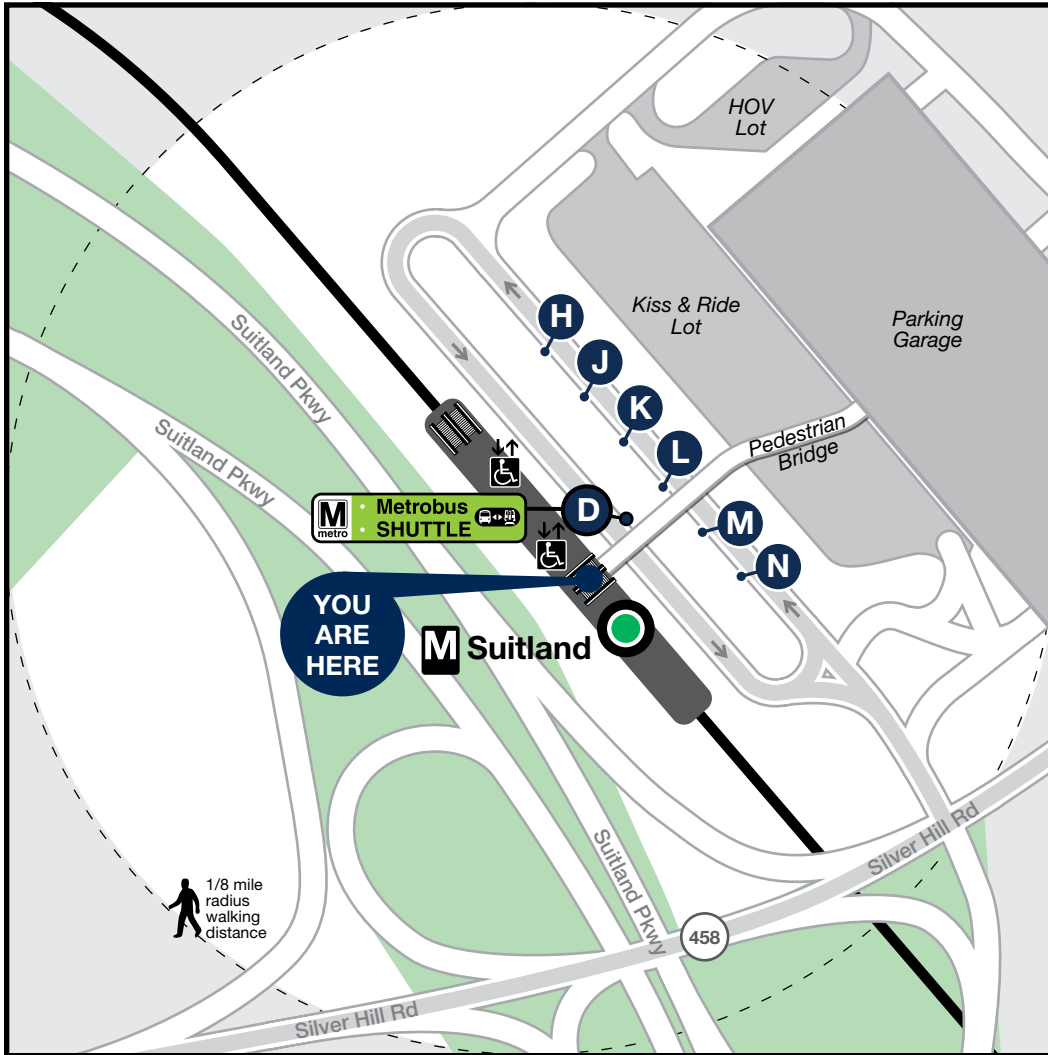 HOV
Lot
Kiss & Ride
Lot
Parking
Garage
Pedestrian
Bridge
H
J
K
L
M
N
D
Suitland Pkwy
Suitland Pkwy
M
metro
Metrobus
SHUTTLE
YOU
ARE
HERE
M Suitland
Suitland Pkwy
Silver Hill Rd
458
Silver Hill Rd
1/8 mile
radius
walking
distance